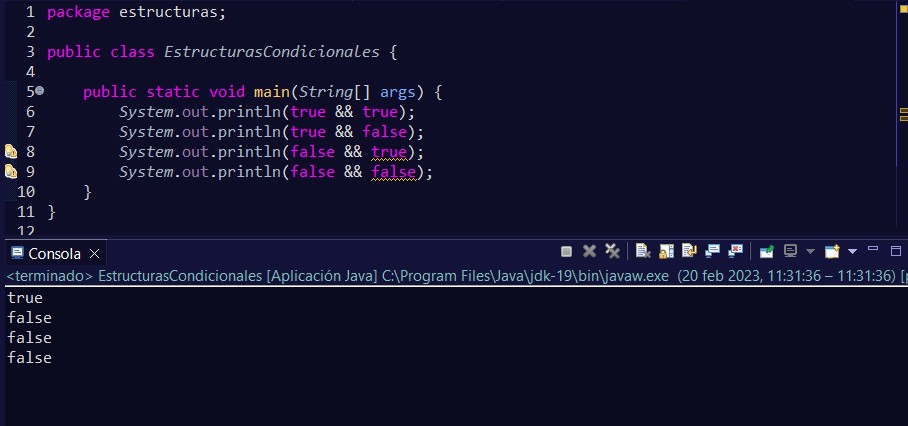 1 package estructuras;
2
3 public class EstructurasCondicionales {
4
5     public static void main(String[] args) {
6         System.out.println(true && true);
7         System.out.println(true && false);
8         System.out.println(false && true);
9         System.out.println(false && false);
10     }
11 }
12
Consola
<terminado> EstructurasCondicionales [Aplicación Java] C:\Program Files\Java\jdk-19\bin\javaw.exe (20 feb 2023, 11:31:36 – 11:31:36) [p
true
false
false
false